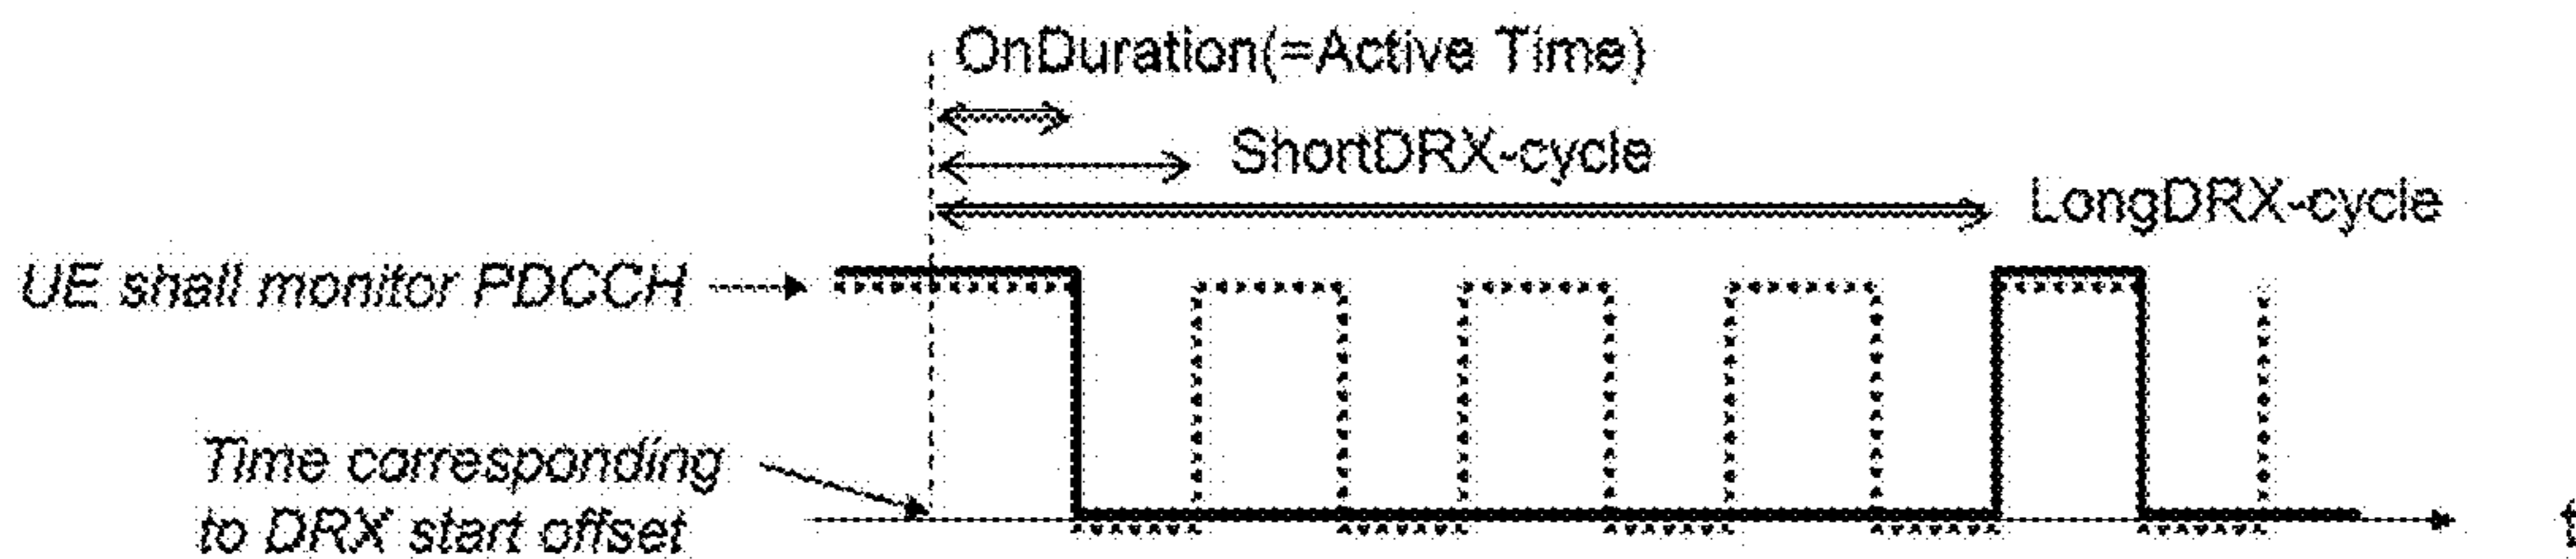 OnDuration(=Active Time)
ShortDRX-cycle
LongDRX-cycle
UE shall monitor PDCCH
Time corresponding
to DRX start offset
t